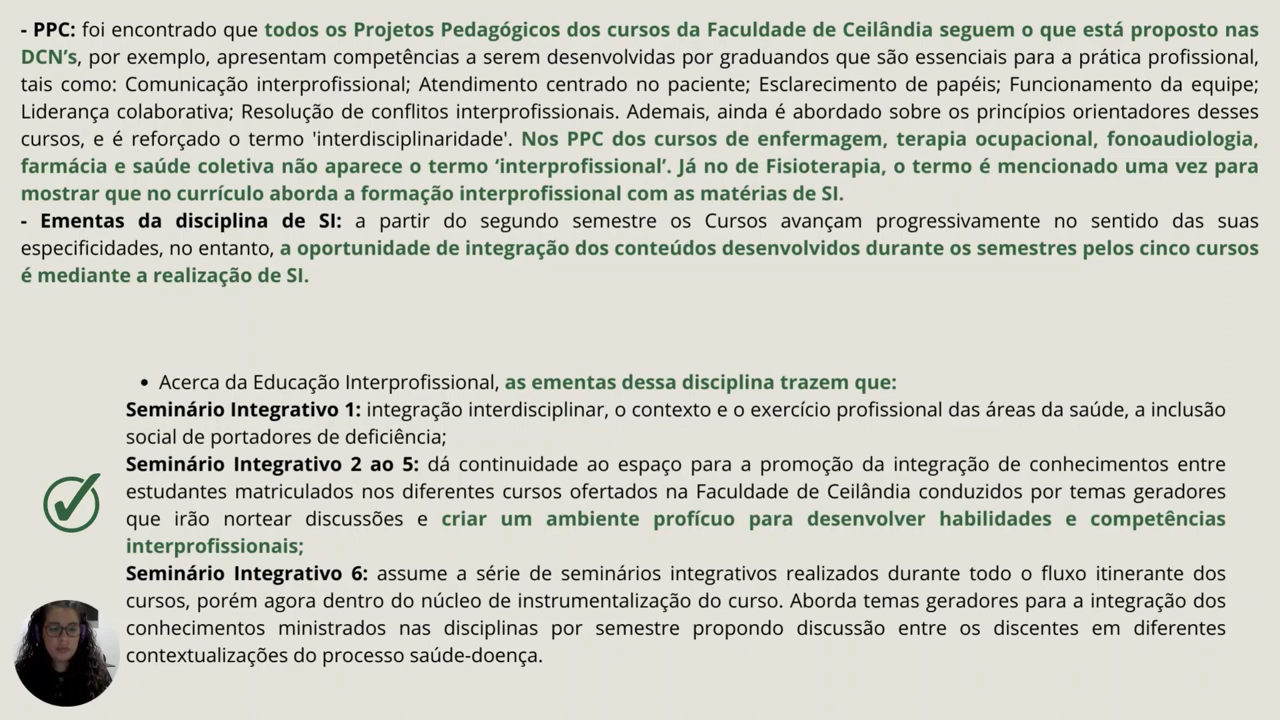 - PPC: foi encontrado que todos os Projetos Pedagógicos dos cursos da Faculdade de Ceilândia seguem o que está proposto nas
DCN’s, por exemplo, apresentam competências a serem desenvolvidas por graduandos que são essenciais para a prática profissional,
tais como: Comunicação interprofissional; Atendimento centrado no paciente; Esclarecimento de papéis; Funcionamento da equipe;
Liderança colaborativa; Resolução de conflitos interprofissionais. Ademais, ainda é abordado sobre os princípios orientadores desses
cursos, e é reforçado o termo 'interdisciplinaridade'. Nos PPC dos cursos de enfermagem, terapia ocupacional, fonoaudiologia,
farmácia e saúde coletiva não aparece o termo ‘interprofissional’. Já no de Fisioterapia, o termo é mencionado uma vez para
mostrar que no currículo aborda a formação interprofissional com as matérias de SI.
- Ementas da disciplina de SI: a partir do segundo semestre os Cursos avançam progressivamente no sentido das suas
especificidades, no entanto, a oportunidade de integração dos conteúdos desenvolvidos durante os semestres pelos cinco cursos
é mediante a realização de SI.
• Acerca da Educação Interprofissional, as ementas dessa disciplina trazem que:
Seminário Integrativo 1: integração interdisciplinar, o contexto e o exercício profissional das áreas da saúde, a inclusão
social de portadores de deficiência;
Seminário Integrativo 2 ao 5: dá continuidade ao espaço para a promoção da integração de conhecimentos entre
estudantes matriculados nos diferentes cursos ofertados na Faculdade de Ceilândia conduzidos por temas geradores
que irão nortear discussões e criar um ambiente profícuo para desenvolver habilidades e competências
interprofissionais;
Seminário Integrativo 6: assume a série de seminários integrativos realizados durante todo o fluxo itinerante dos
cursos, porém agora dentro do núcleo de instrumentalização do curso. Aborda temas geradores para a integração dos
conhecimentos ministrados nas disciplinas por semestre propondo discussão entre os discentes em diferentes
contextualizações do processo saúde-doença.